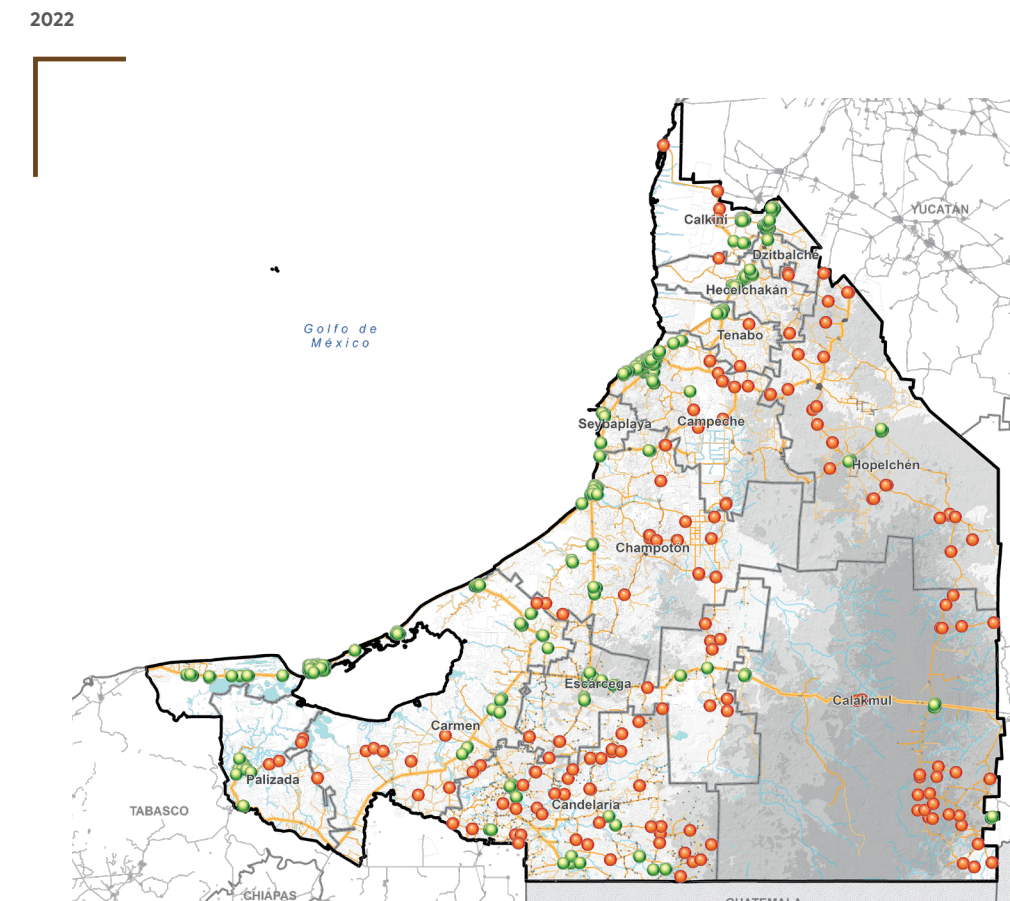 2022
YUCATÁN
Calkiní
Dzitbalché
Hecelchakán
Golfo de
México
Tenabo
Seybaplaya
Campeche
Hopelchén
Champotón
Escárcega
Calakmul
Carmen
Palizada
Candelaria
TABASCO
CHIAPAS
GUATEMALA